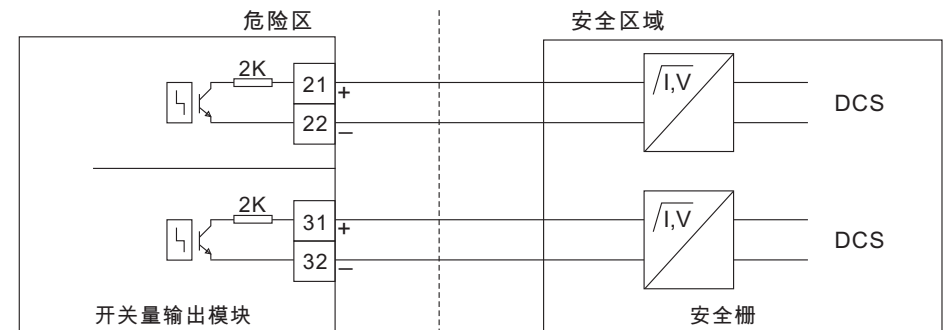 危险区
安全区域
2K
21
+
22
–
I,V
DCS
2K
31
+
32
–
I,V
DCS
开关量输出模块
安全栅